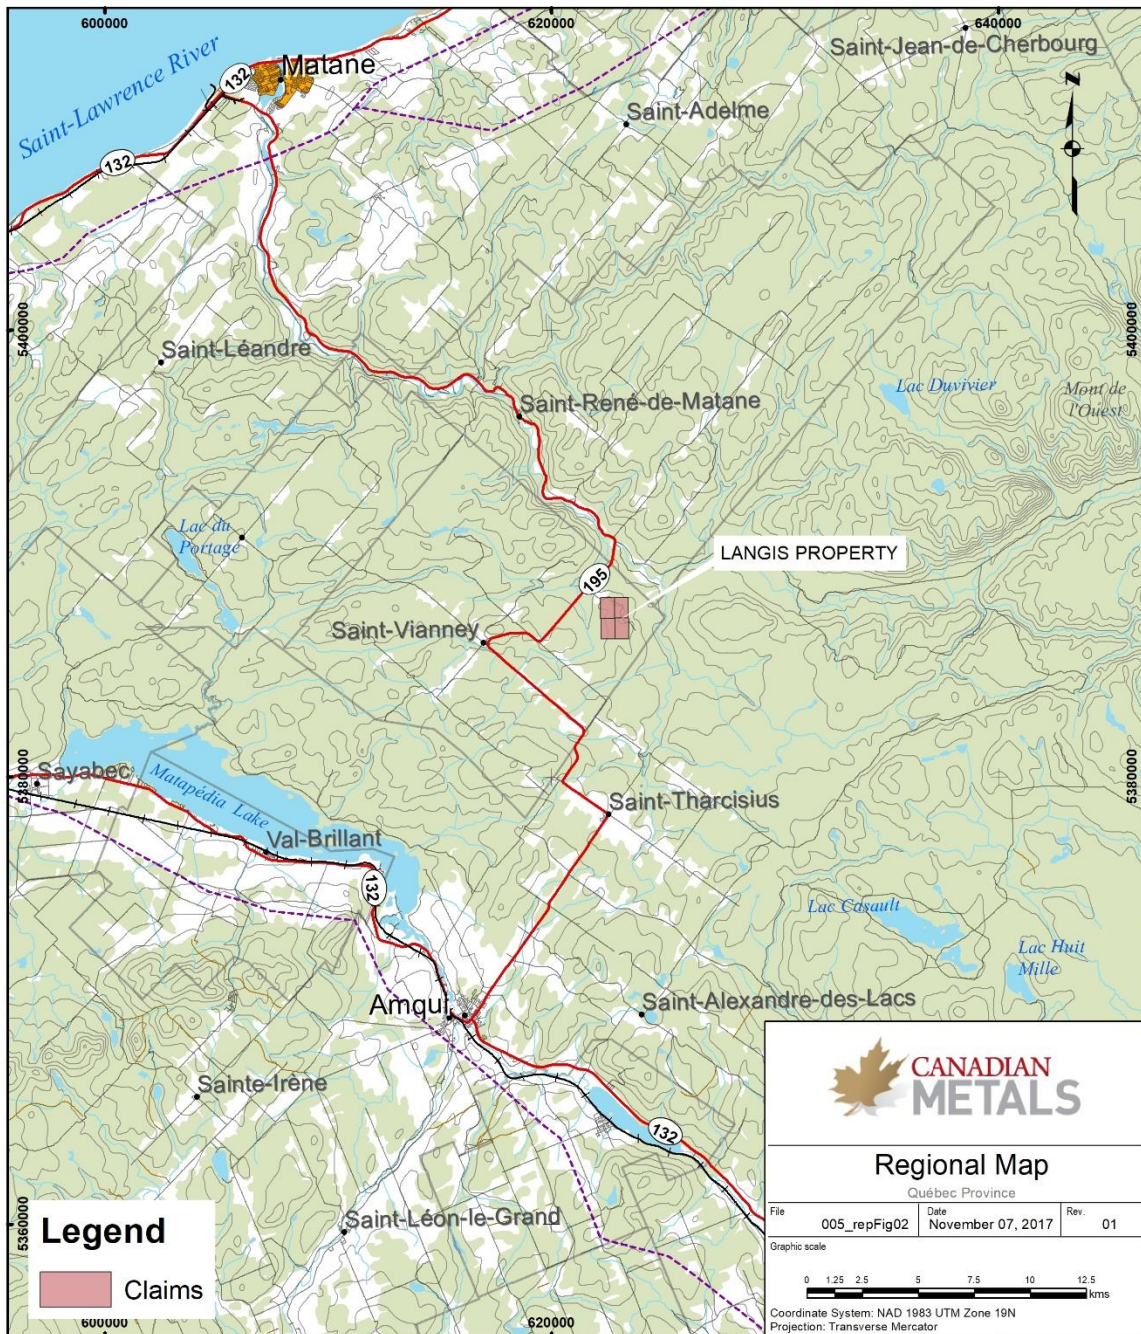 600000
620000
640000
Saint-Jean-de-Cherbourg
Matane
132
Saint-Lawrence River
Saint-Adelme
N
132
5400000
5400000
Saint-Léandre
Lac Duvivier
Mont de
l'Ouest
Saint-René-de-Matane
Lac du
Portage
LANGIS PROPERTY
195
Saint-Vianney
5380000
5380000
Sayabec
Matapédia Lake
Saint-Tharcisius
Val-Brillant
132
Lac Casault
Lac Huit
Mille
Saint-Alexandre-des-Lacs
Amqui
Sainte-Irène
132
Saint-Léon-le-Grand
5360000
Legend
Claims
600000
620000
CANADIAN
METALS
Regional Map
Québec Province
File
005_repFig02
Date
November 07, 2017
Rev.
01
Graphic scale
0 1.25 2.5 5 7.5 10 12.5
kms
Coordinate System: NAD 1983 UTM Zone 19N
Projection: Transverse Mercator